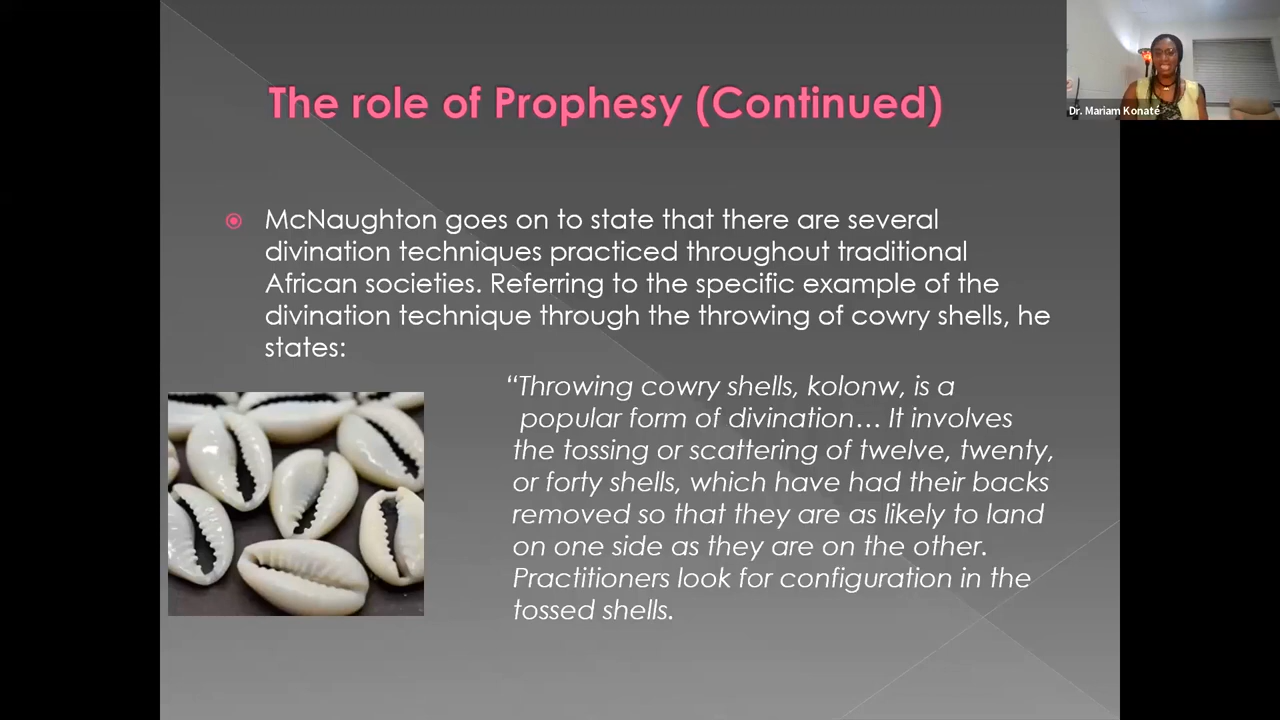 The role of Prophesy (Continued)
Dr. Mariam Konaté
McNaughton goes on to state that there are several
divination techniques practiced throughout traditional
African societies. Referring to the specific example of the
divination technique through the throwing of cowry shells, he
states:
“Throwing cowry shells, kolonw, is a
popular form of divination… It involves
the tossing or scattering of twelve, twenty,
or forty shells, which have had their backs
removed so that they are as likely to land
on one side as they are on the other.
Practitioners look for configuration in the
tossed shells.